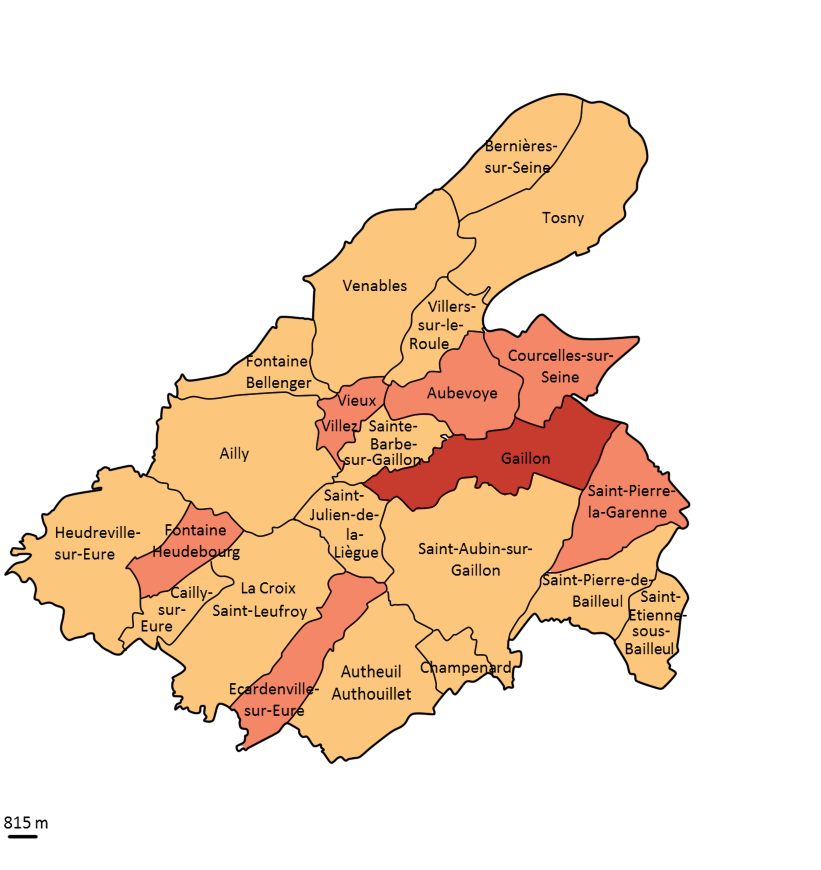 Bernières-
sur-Seine
Tosny
Venables
Villers-
sur-le-
Roule
Courcelles-sur-
Seine
Fontaine
Bellenger
Aubevoye
Vieux
Villez
Sainte-
Barbe-
sur-Gaillon
Ailly
Gaillon
Saint-Pierre-
la-Garenne
Saint-
Julien-de-
la-
Liègue
Heudreville-
sur-Eure
Fontaine
Heudebourg
Saint-Aubin-sur-
Gaillon
Cailly-
sur-
Eure
La Croix
Saint-Leufroy
Saint-Pierre-de-
Bailleul
Saint-
Etienne-
sous-
Bailleul
Champenard
Autheuil
Authouillet
Ecardenville-
sur-Eure
815 m